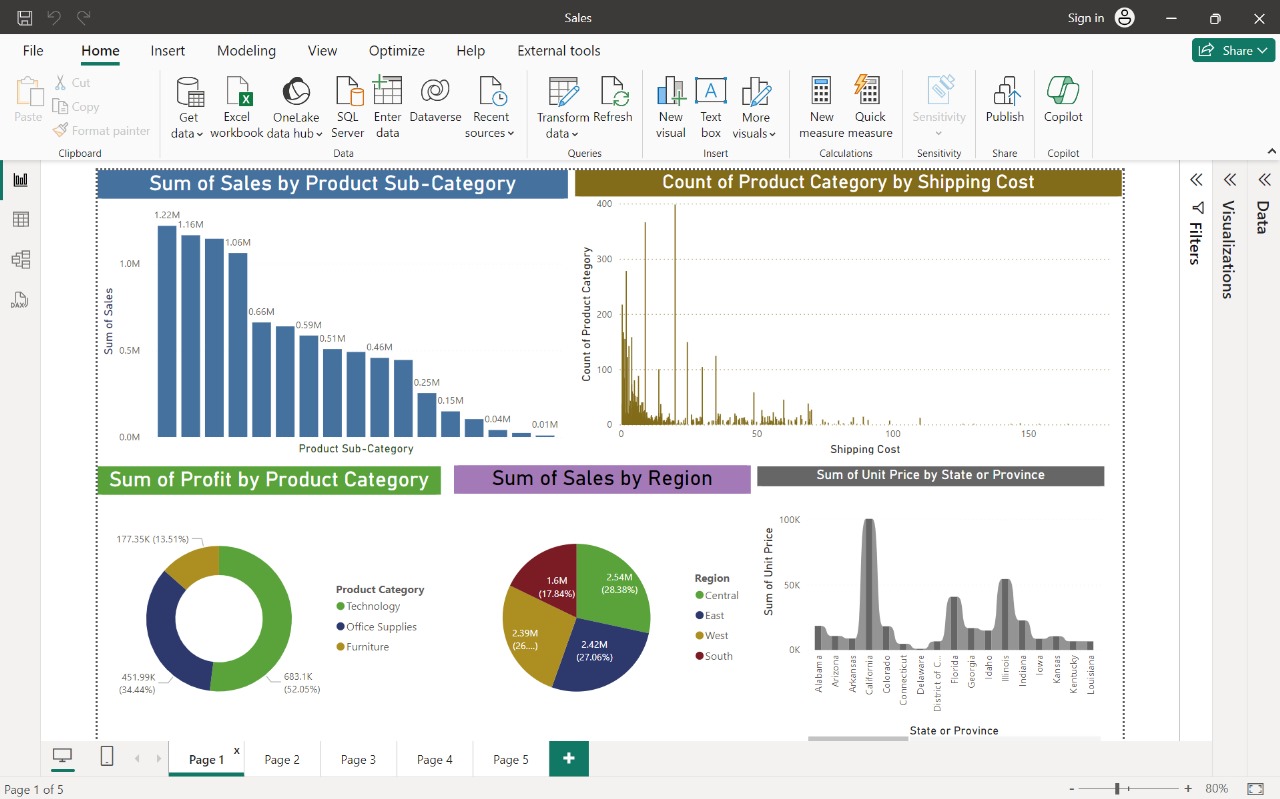 Sales
Sign in
File
Home
Insert
Modeling
View
Optimize
Help
External tools
Share
Paste
Cut
Copy
Format painter
Get data
Excel workbook
OneLake data hub
SQL Server
Enter data
Dataverse
Recent sources
Transform data
Refresh
New visual
Text box
More visuals
New measure
Quick measure
Sensitivity
Publish
Copilot
Clipboard
Data
Queries
Insert
Calculations
Sensitivity
Share
Copilot
DAX
Sum of Sales by Product Sub-Category
1.22M
1.16M
1.06M
0.66M
0.59M
0.51M
0.46M
0.25M
0.15M
0.04M
0.01M
1.0M
0.5M
0.0M
Sum of Sales
Product Sub-Category
Count of Product Category by Shipping Cost
400
300
200
100
0
Count of Product Category
0
50
100
150
Shipping Cost
Filters
Visualizations
Data
Sum of Profit by Product Category
177.35K (13.51%)
451.99K
(34.44%)
683.1K
(52.05%)
Product Category
Technology
Office Supplies
Furniture
Sum of Sales by Region
1.6M
(17.84%)
2.54M
(28.38%)
2.39M
(26....)
2.42M
(27.06%)
Region
Central
East
West
South
Sum of Unit Price by State or Province
100K
50K
0K
Sum of Unit Price
Alabama
Arizona
Arkansas
California
Colorado
Connecticut
Delaware
District of C...
Florida
Georgia
Idaho
Illinois
Indiana
Iowa
Kansas
Kentucky
Louisiana
State or Province
Page 1
x
Page 2
Page 3
Page 4
Page 5
+
Page 1 of 5
-
+
80%